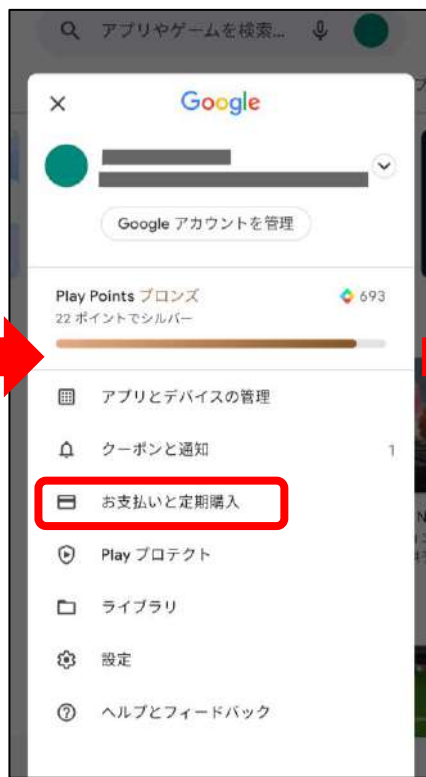 アプリやゲームを検索...
Google
Google アカウントを管理
Play Points ブロンズ
693
22 ポイントでシルバー
アプリとデバイスの管理
クーポンと通知
1
お支払いと定期購入
Play プロテクト
ライブラリ
設定
ヘルプとフィードバック